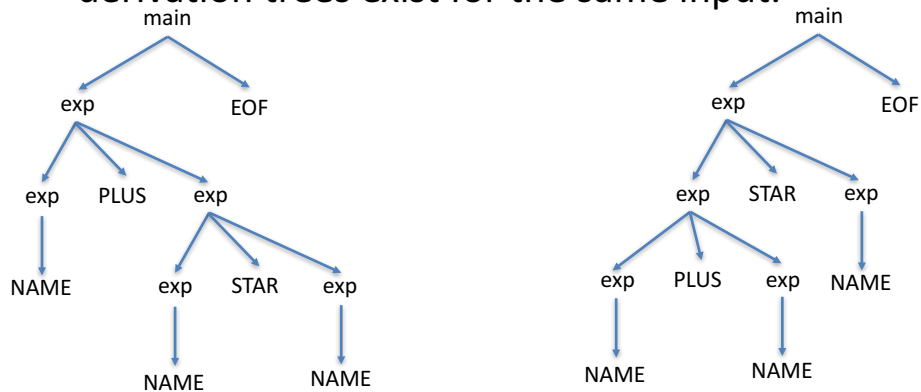 derivation trees exist for the same input.
main main
exp EOF exp EOF
exp PLUS exp exp STAR exp
NAME exp STAR exp exp PLUS exp NAME
NAME NAME NAME NAME